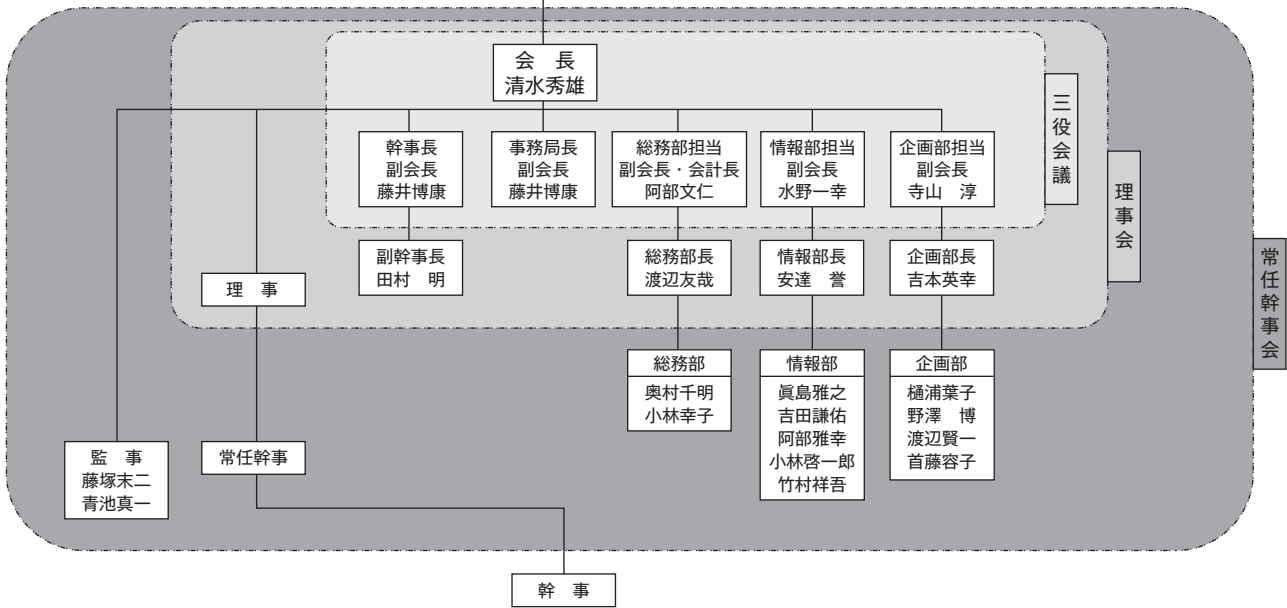 会　長
清水秀雄
三役会議
理事会
常任幹事会
幹事長
副会長
藤井博康
事務局長
副会長
藤井博康
総務部担当
副会長・会計長
阿部文仁
情報部担当
副会長
水野一幸
企画部担当
副会長
寺山　淳
副幹事長
田村　明
総務部長
渡辺友哉
情報部長
安達　誉
企画部長
吉本英幸
理　事
総務部
奥村千明
小林幸子
情報部
眞島雅之
吉田謙佑
阿部雅幸
小林啓一郎
竹村祥吾
企画部
樋浦葉子
野澤　博
渡辺賢一
首藤容子
監　事
藤塚末二
青池真一
常任幹事
幹　事